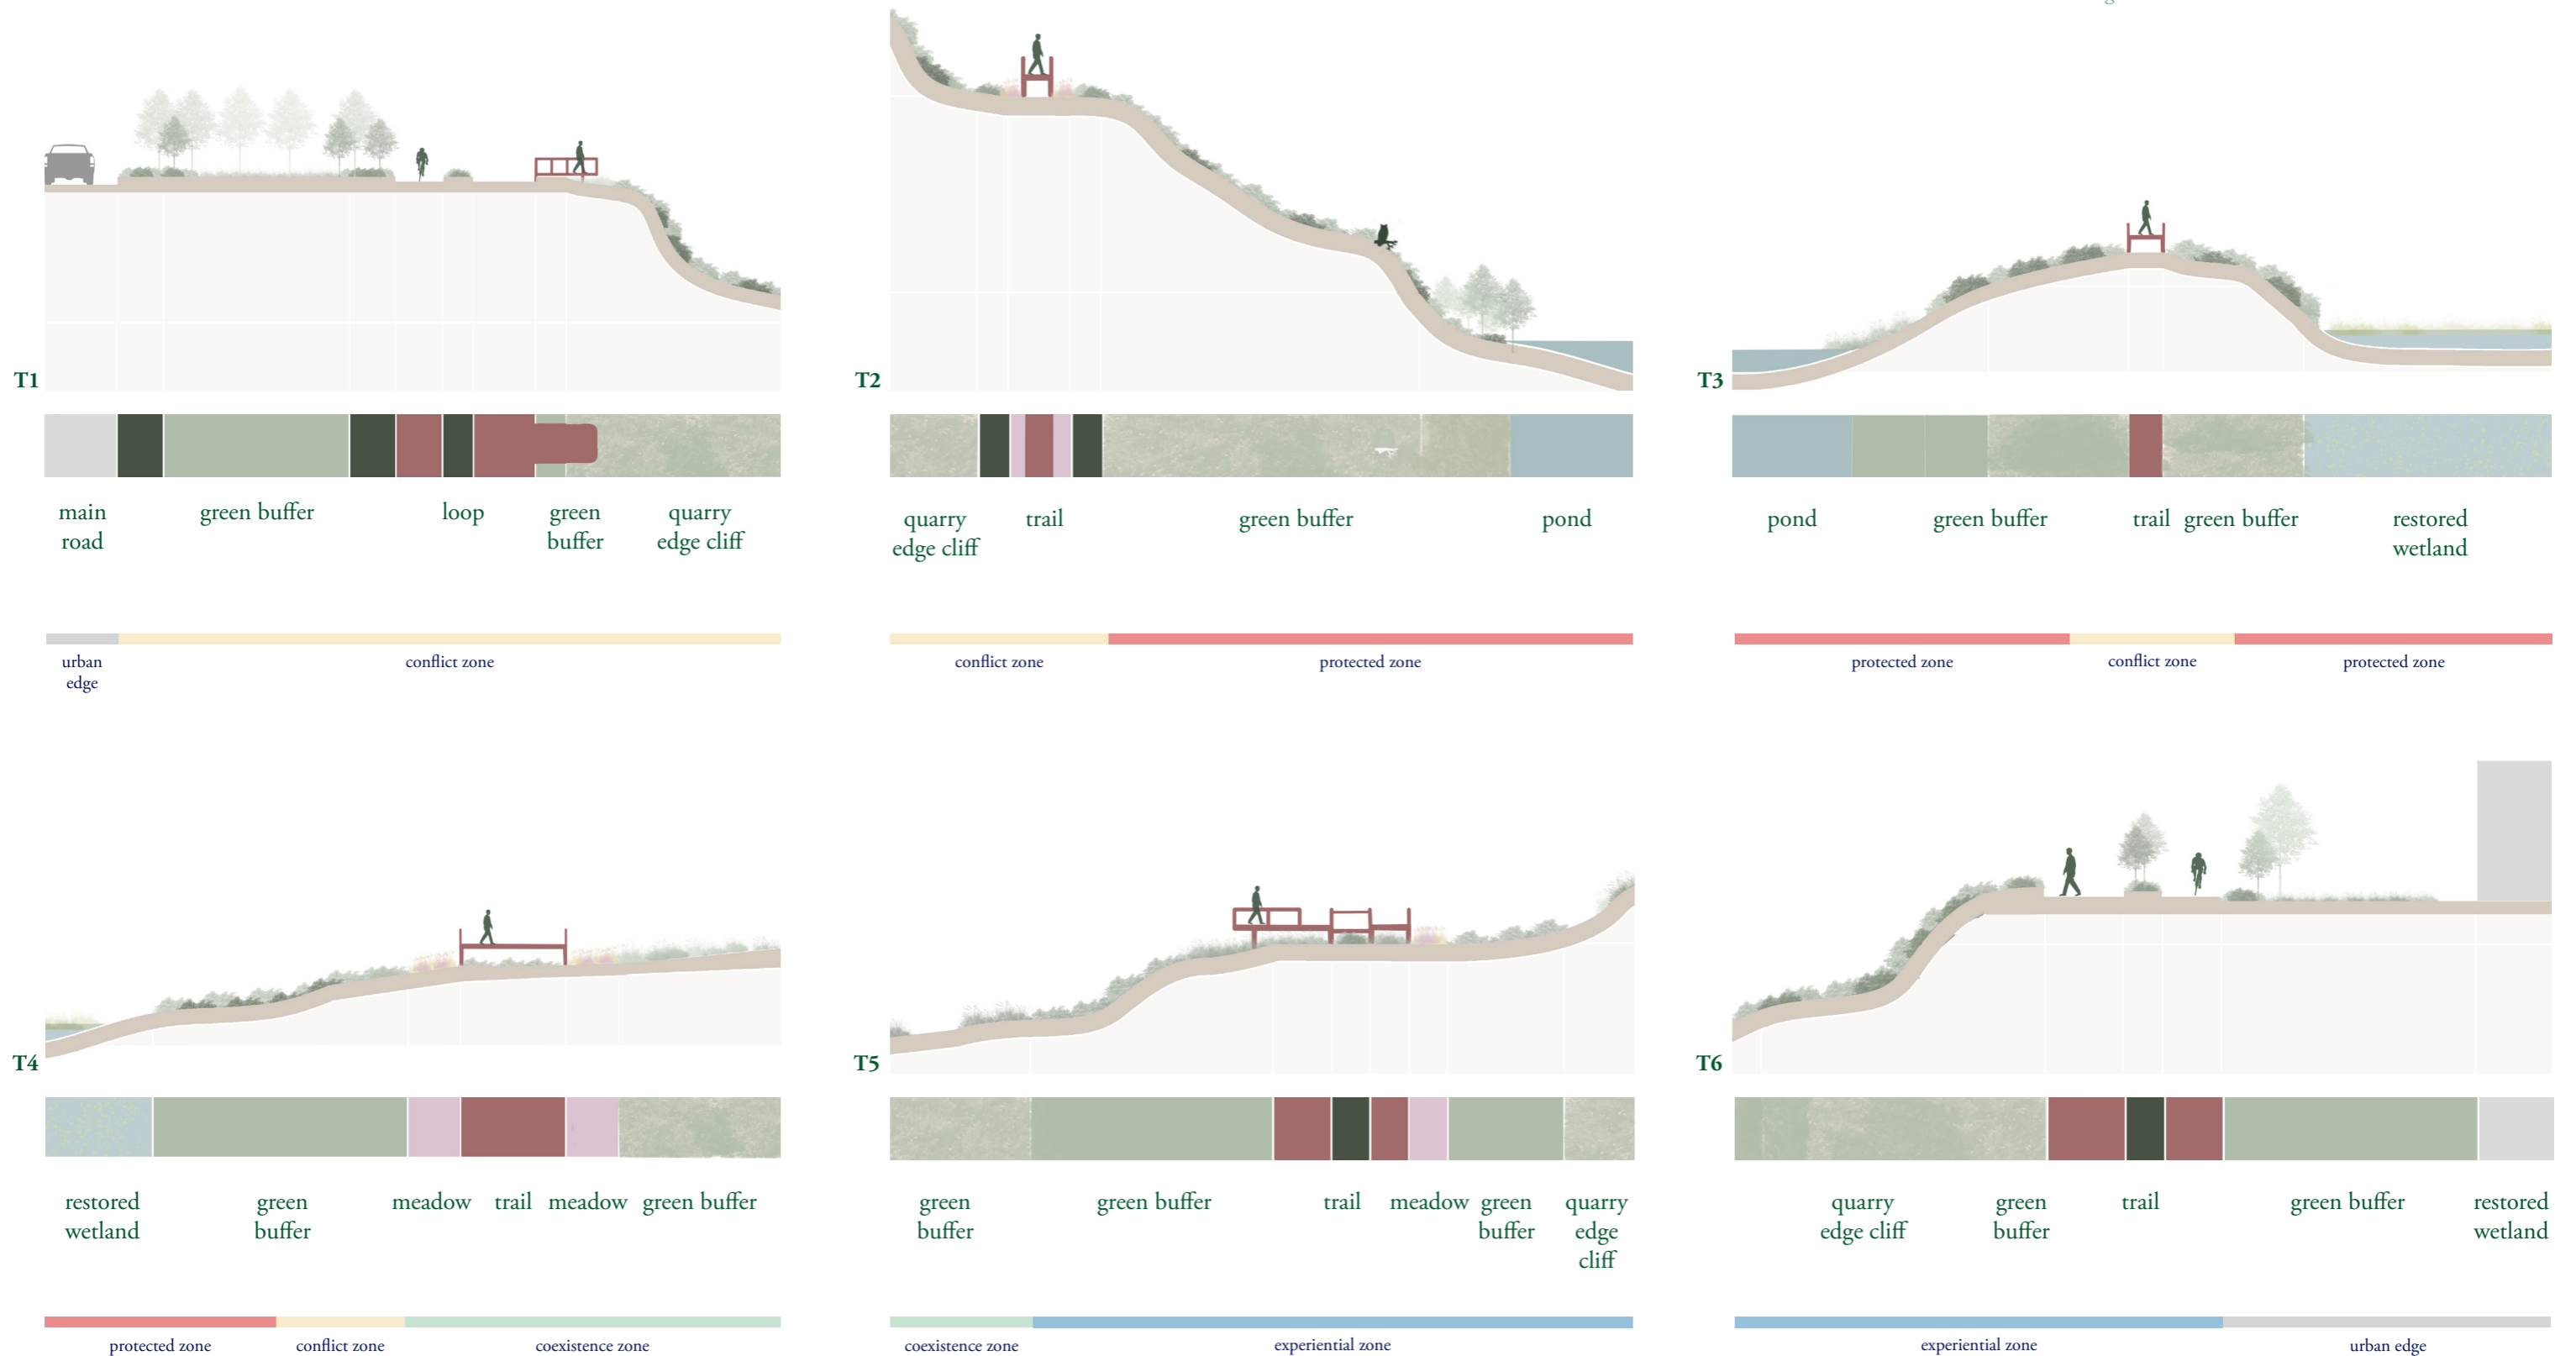 g
T1
T2
T3
main
road
green buffer
loop
green
buffer
quarry
edge cliff
quarry
edge cliff
trail
green buffer
pond
pond
green buffer
trail
green buffer
restored
wetland
urban
edge
conflict zone
conflict zone
protected zone
protected zone
conflict zone
protected zone
T4
T5
T6
restored
wetland
green
buffer
meadow
trail
meadow
green buffer
green
buffer
green buffer
trail
meadow
green
buffer
quarry
edge
cliff
quarry
edge cliff
green
buffer
trail
green buffer
restored
wetland
protected zone
conflict zone
coexistence zone
coexistence zone
experiential zone
experiential zone
urban edge